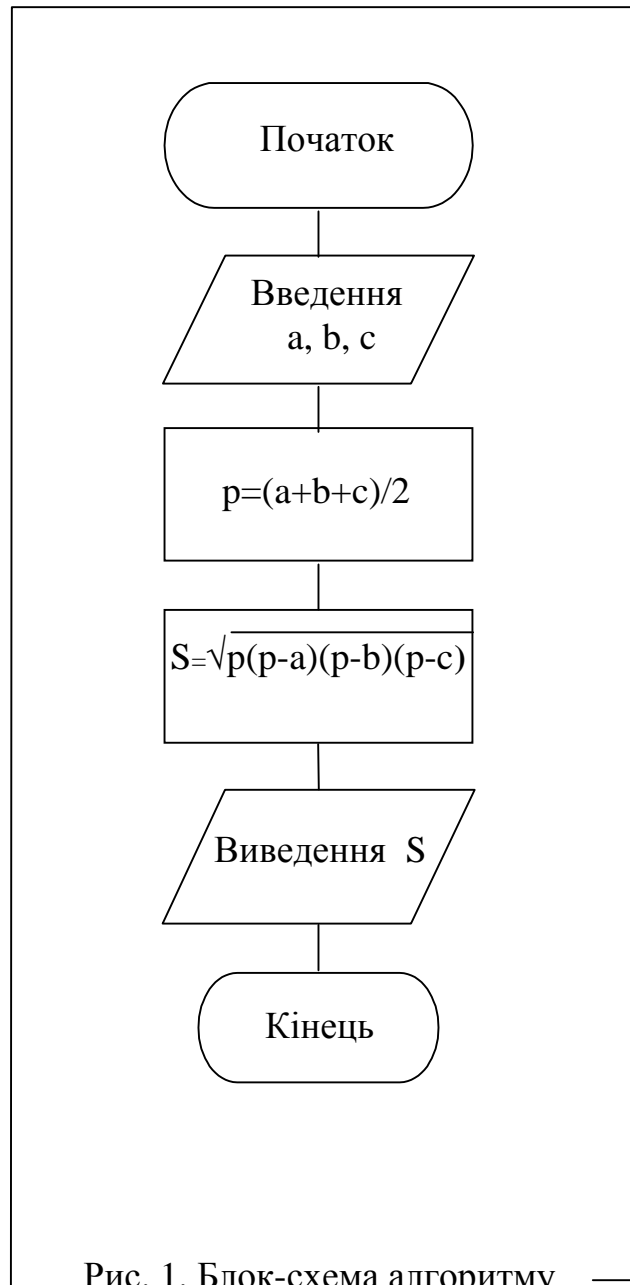 Початок
Введення
a, b, c
p=(a+b+c)/2
S=√p(p-a)(p-b)(p-c)
Виведення S
Кінець
Рис. 1. Блок-схема алгоритму